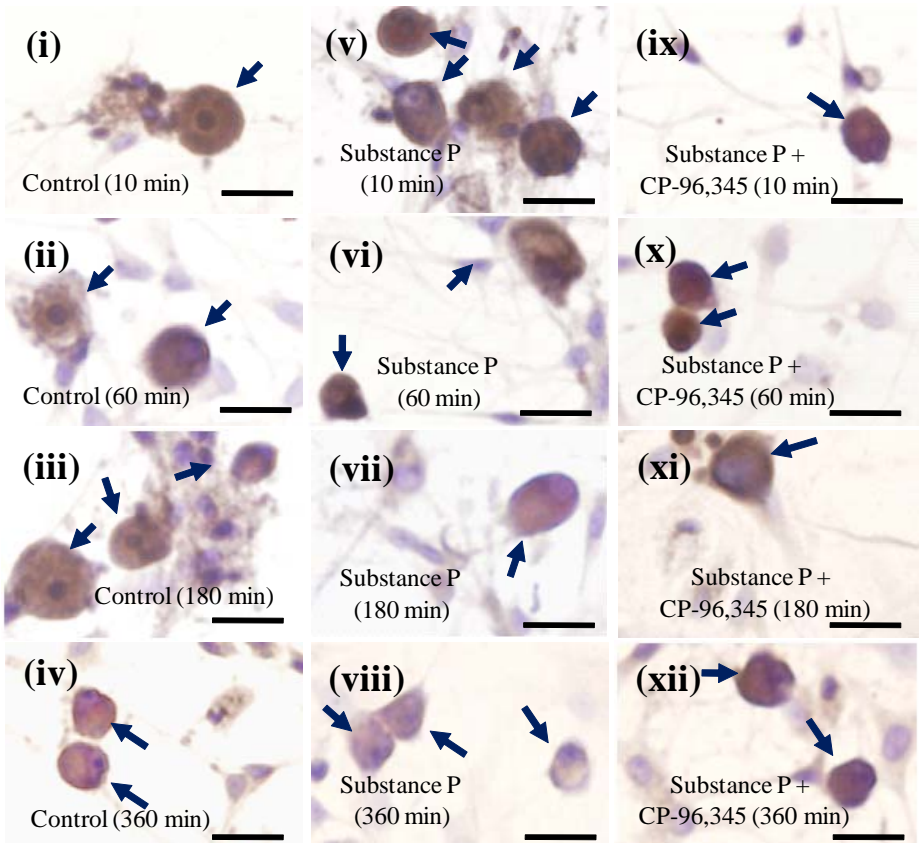 (i)
Control (10 min)
(v)
Substance P
(10 min)
(ix)
Substance P +
CP-96,345 (10 min)
(ii)
Control (60 min)
(vi)
Substance P
(60 min)
(x)
Substance P +
CP-96,345 (60 min)
(iii)
Control (180 min)
(vii)
Substance P
(180 min)
(xi)
Substance P +
CP-96,345 (180 min)
(iv)
Control (360 min)
(viii)
Substance P
(360 min)
(xii)
Substance P +
CP-96,345 (360 min)